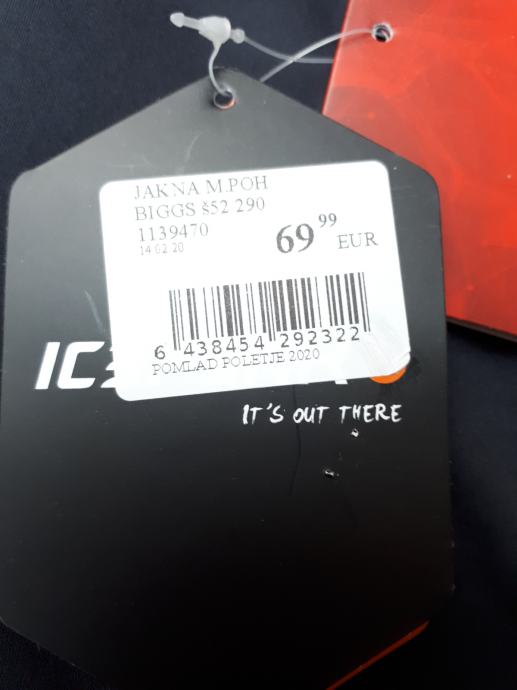 JAKNA M.POH
BIGGS š52 290
1139470
14 02 20
69 99 EUR
6 438454 292322
POMLAD POLETJE 2020
IT'S OUT THERE